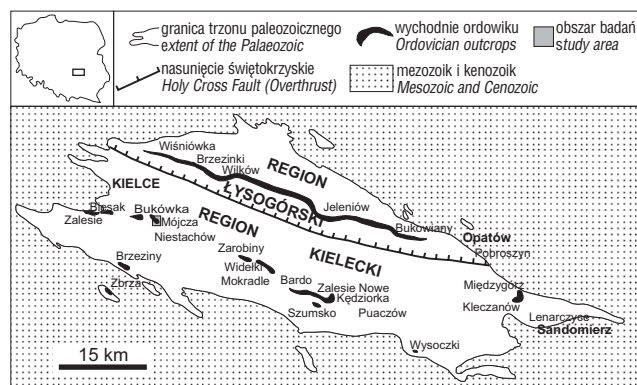 granica trzonu paleozoicznego
extent of the Palaeozoic
wychodnie ordowiku
Ordovician outcrops
obszar badań
study area
nasunięcie świętokrzyskie
Holy Cross Fault (Overthrust)
mezozoik i kenozoik
Mesozoic and Cenozoic
Wiśniówka
Brzezinki
Wilków
REGION
KIELCE
ŁYSOGÓRSKI
Jeleniów
Bukowiany
Opatów
Pobroszyn
Blesak
Bukówka
Zalesie
Mójcza
Niestachów
REGION
KIELECKI
Zarobiny
Brzeziny
Widełki
Mokradle
Zbrza
Bardo
Zalesie Nowe
Kędziorka
Szumsko
Puaczów
Międzygórz
Kleczanów
Lenarczyce
Sandomierz
Wysoczki
15 km